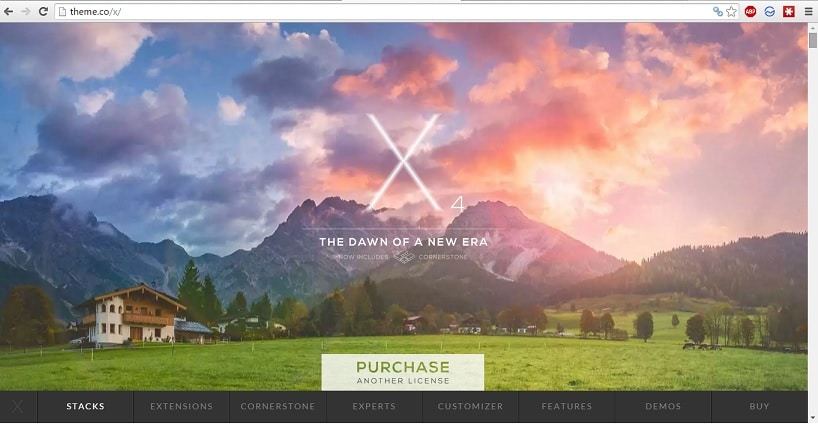 theme.co/x/
ABP
X
4
THE DAWN OF A NEW ERA
NOW INCLUDES CORNERSTONE
PURCHASE
ANOTHER LICENSE
X STACKS EXTENSIONS CORNERSTONE EXPERTS CUSTOMIZER FEATURES DEMOS BUY